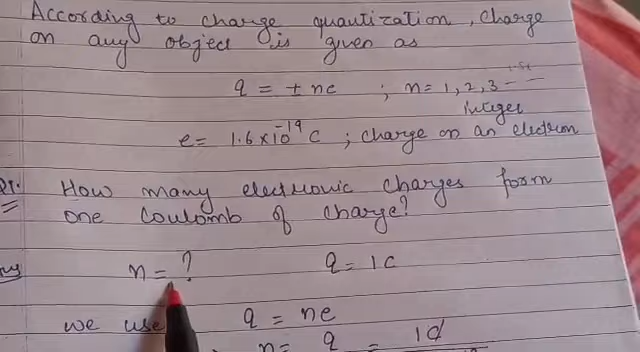 According to charge quantization, charge
on any object is given as
q = ± ne ; n = 1, 2, 3 - - -
integer
e = 1.6×10⁻¹⁹ C ; charge on an electron
Q1. How many electronic charges form
one Coulomb of charge?
n = ? q = 1C
we use q = ne
n = q = 1C